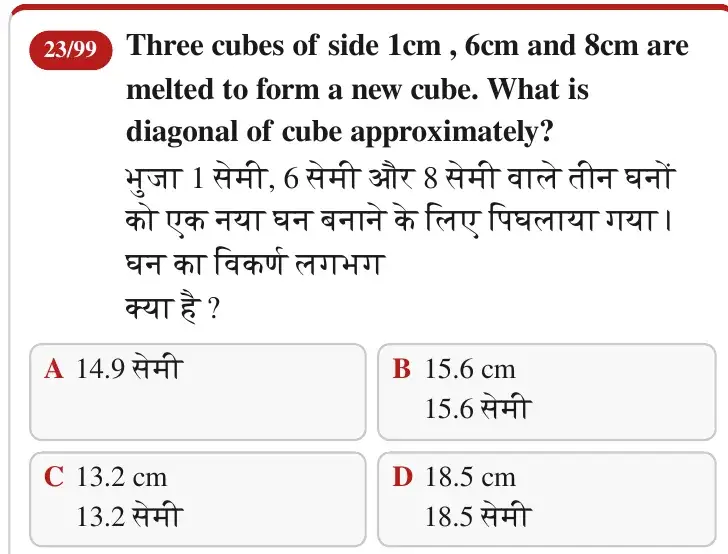 23/99 Three cubes of side 1cm , 6cm and 8cm are
melted to form a new cube. What is
diagonal of cube approximately?
भुजा 1 सेमी, 6 सेमी और 8 सेमी वाले तीन घनों
को एक नया घन बनाने के लिए पिघलाया गया।
घन का विकर्ण लगभग
क्या है ?
A 14.9 सेमी
B 15.6 cm
15.6 सेमी
C 13.2 cm
13.2 सेमी
D 18.5 cm
18.5 सेमी